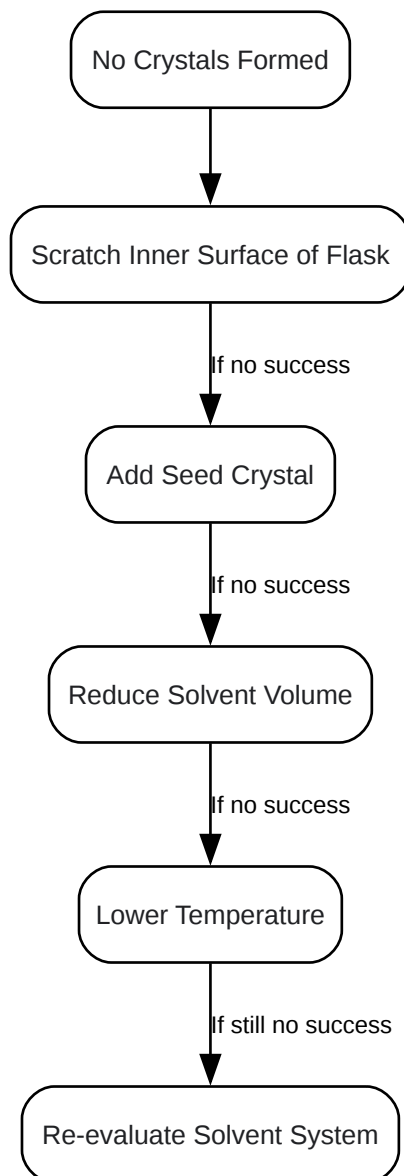 No Crystals Formed
Scratch Inner Surface of Flask
If no success
Add Seed Crystal
If no success
Reduce Solvent Volume
If no success
Lower Temperature
If still no success
Re-evaluate Solvent System